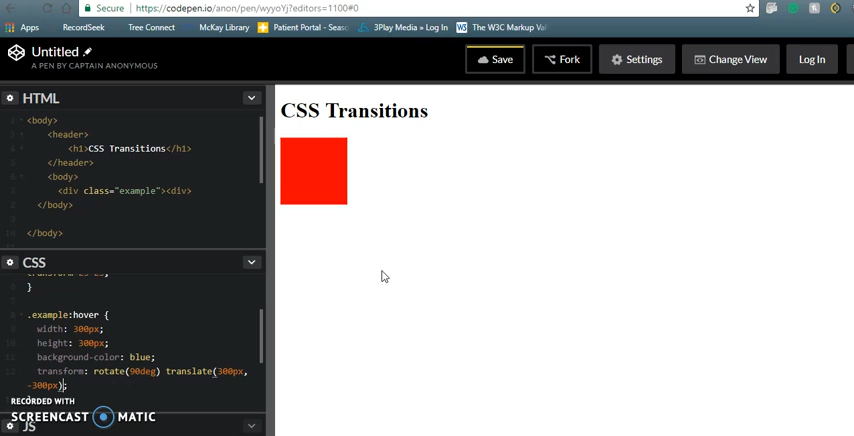 Secure https://codepen.io/anon/pen/wyyoYj?editors=1100#0
Apps RecordSeek Tree Connect McKay Library Patient Portal - Seaso 3Play Media » Log In The W3C Markup Val
Untitled
A PEN BY CAPTAIN ANONYMOUS
Save Fork Settings Change View Log In
HTML
<body>
<header>
<h1>CSS Transitions</h1>
</header>
<body>
<div class="example"><div>
</body>
</body>
CSS
}
.example:hover {
width: 300px;
height: 300px;
background-color: blue;
transform: rotate(90deg) translate(300px,
-300px);
RECORDED WITH
SCREENCAST MATIC
JS
CSS Transitions